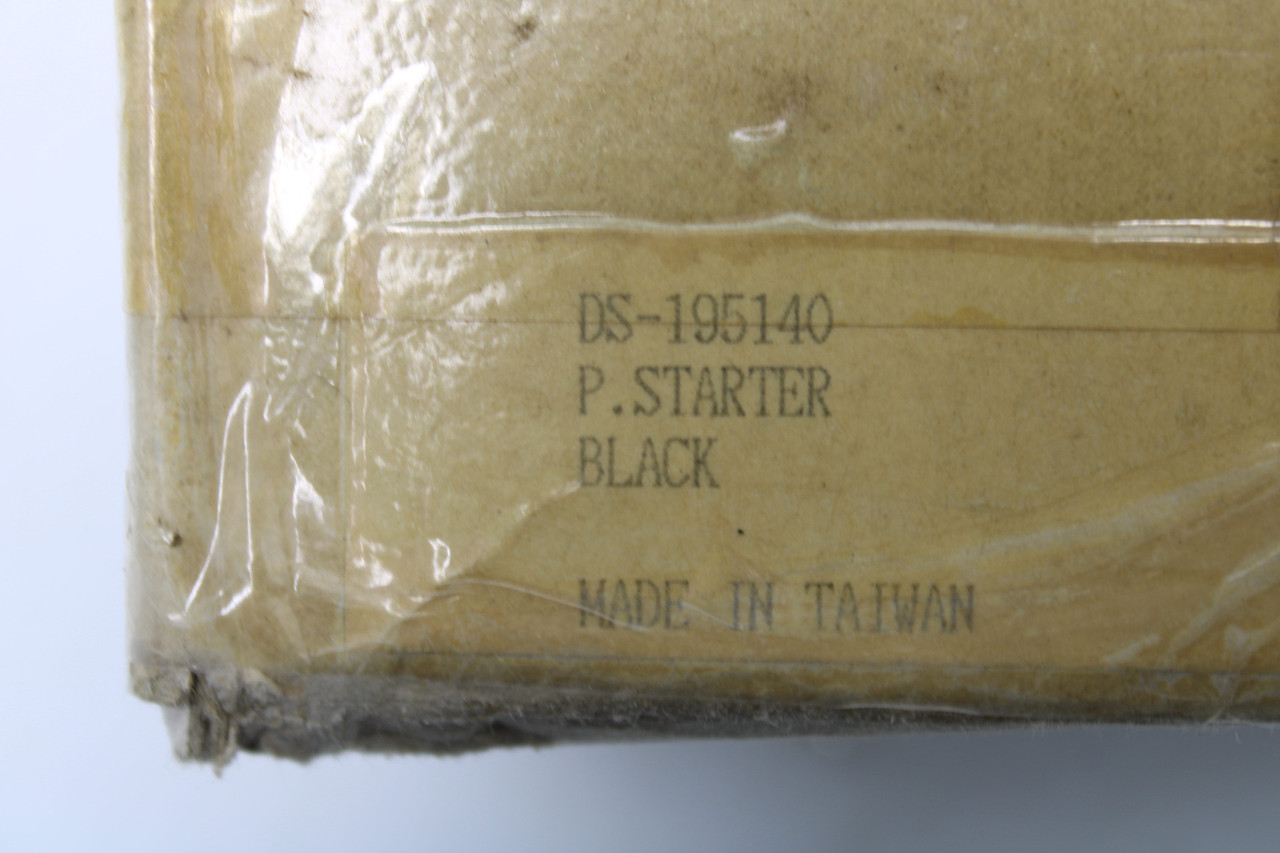 DS-195140
P.STARTER
BLACK
MADE IN TAIWAN